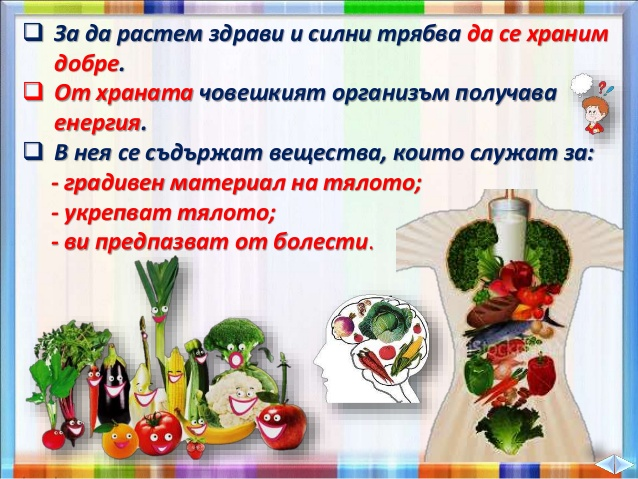 За да растем здрави и силни трябва да се храним
добре.
От храната човешкият организъм получава
енергия.
В нея се съдържат вещества, които служат за:
- градивен материал на тялото;
- укрепват тялото;
- ви предпазват от болести.